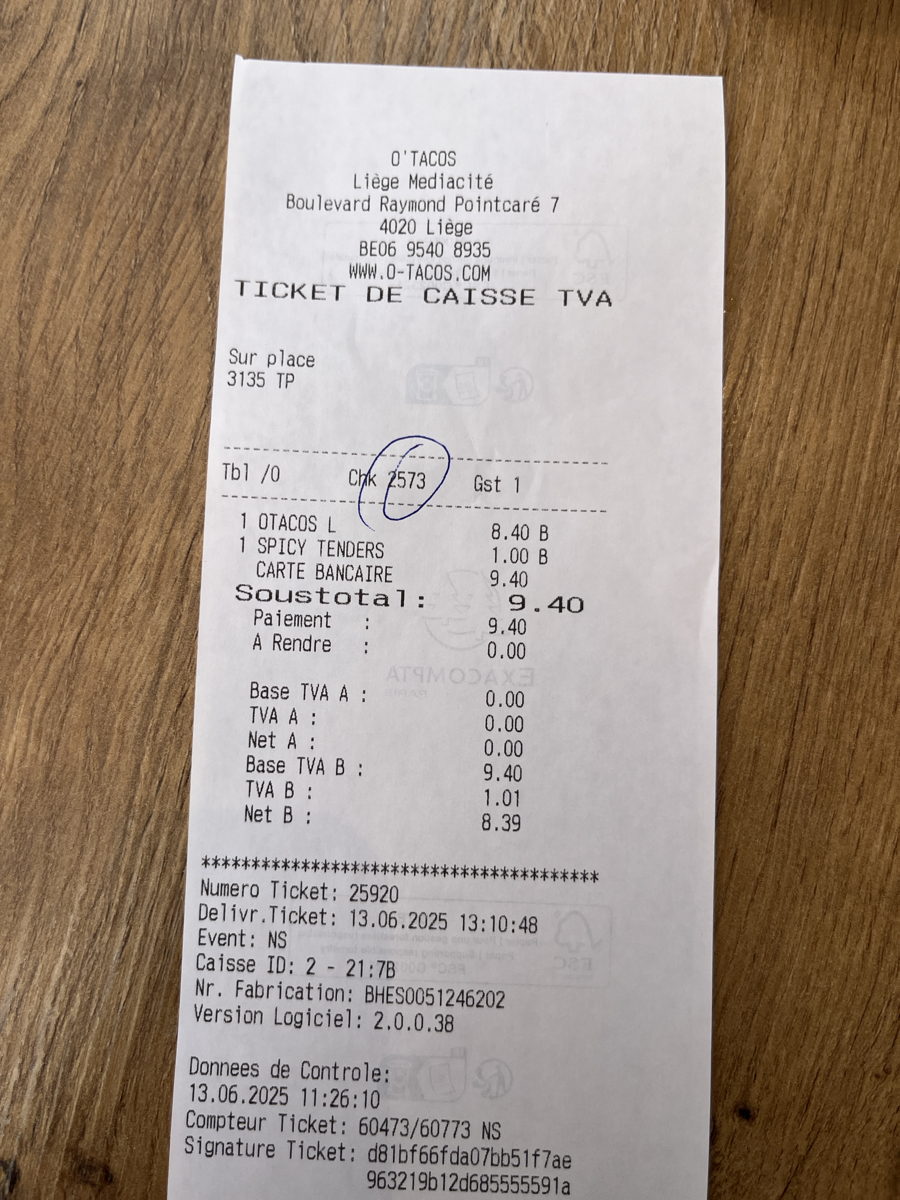 O'TACOS
Liège Mediacité
Boulevard Raymond Pointcaré 7
4020 Liège
BE06 9540 8935
WWW.O-TACOS.COM
TICKET DE CAISSE TVA
Sur place
3135 TP
Tbl /0 Chk 2573 Gst 1
1 OTACOS L 8.40 B
1 SPICY TENDERS 1.00 B
CARTE BANCAIRE 9.40
Soustotal: 9.40
Paiement : 9.40
A Rendre : 0.00
Base TVA A : 0.00
TVA A : 0.00
Net A : 0.00
Base TVA B : 9.40
TVA B : 1.01
Net B : 8.39
****************************************
Numero Ticket: 25920
Delivr.Ticket: 13.06.2025 13:10:48
Event: NS
Caisse ID: 2 - 21:7B
Nr. Fabrication: BHES0051246202
Version Logiciel: 2.0.0.38
Donnees de Controle:
13.06.2025 11:26:10
Compteur Ticket: 60473/60773 NS
Signature Ticket: d81bf66fda07bb51f7ae
963219b12d685555591a